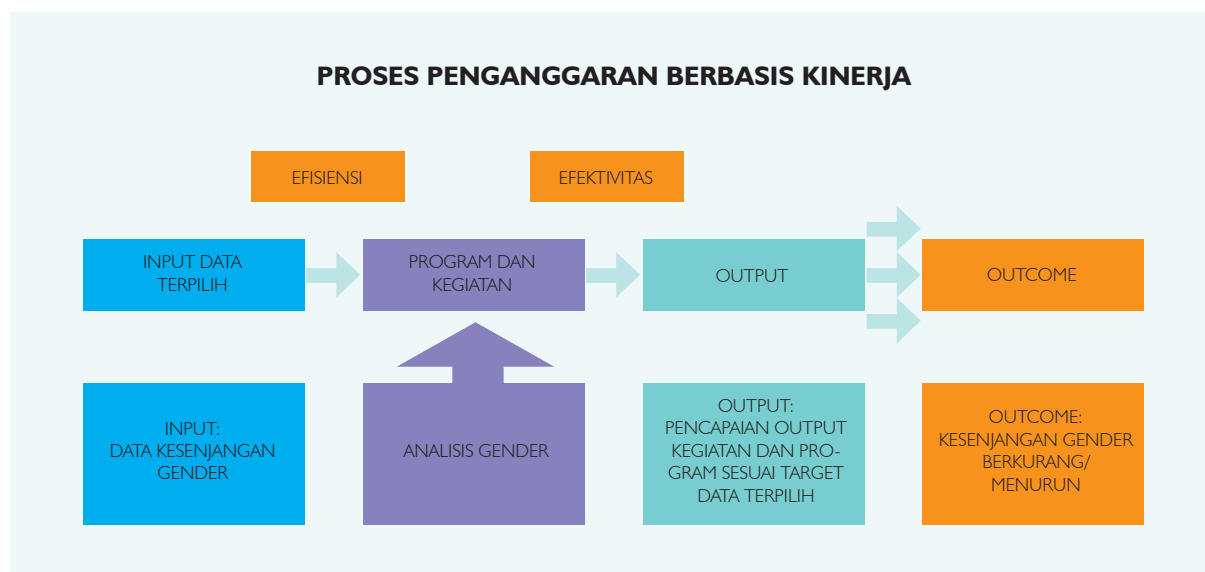 PROSES PENGANGGARAN BERBASIS KINERJA
EFISIENSI
EFEKTIVITAS
INPUT DATA
TERPILIH
PROGRAM DAN
KEGIATAN
OUTPUT
OUTCOME
INPUT:
DATA KESENJANGAN
GENDER
ANALISIS GENDER
OUTPUT:
PENCAPAIAN OUTPUT
KEGIATAN DAN PRO-
GRAM SESUAI TARGET
DATA TERPILIH
OUTCOME:
KESENJANGAN GENDER
BERKURANG/
MENURUN